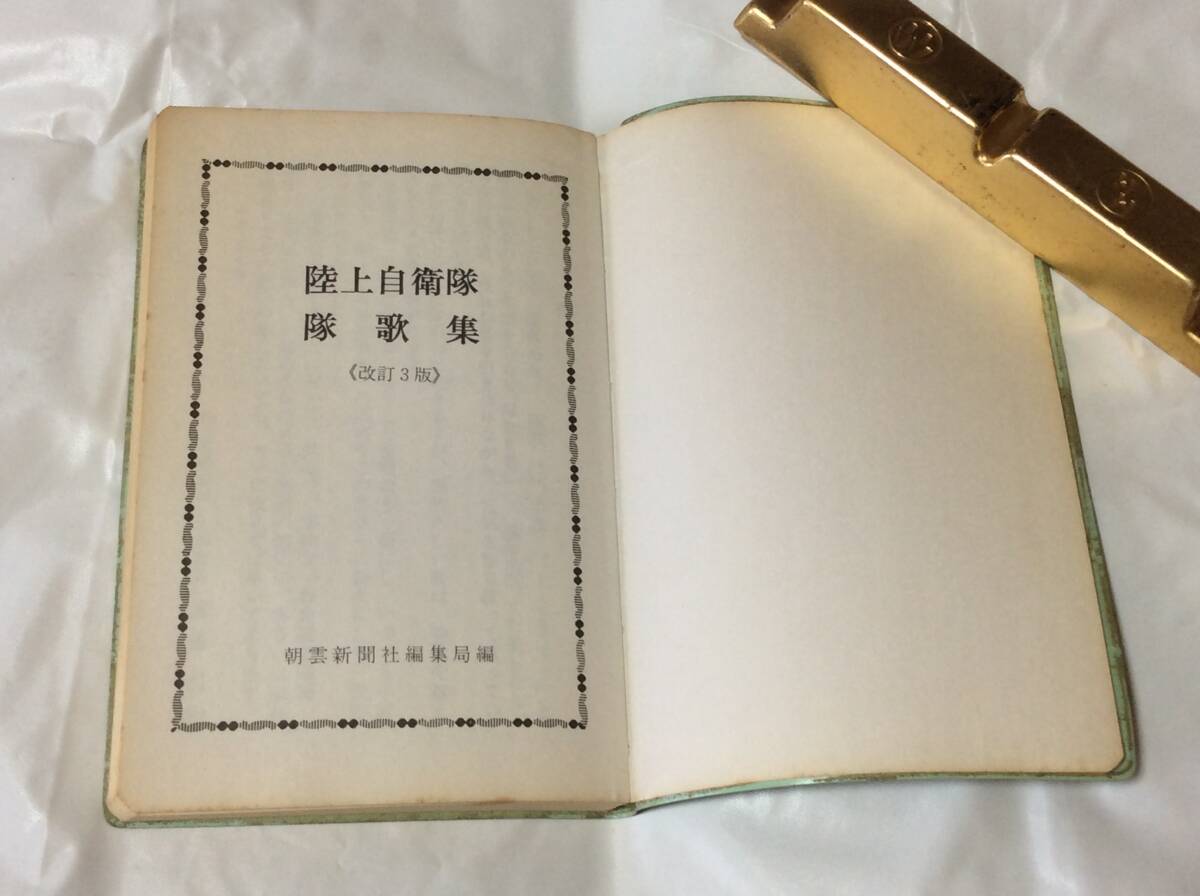 陸上自衛隊
隊歌集
《改訂3版》
朝雲新聞社編集局編